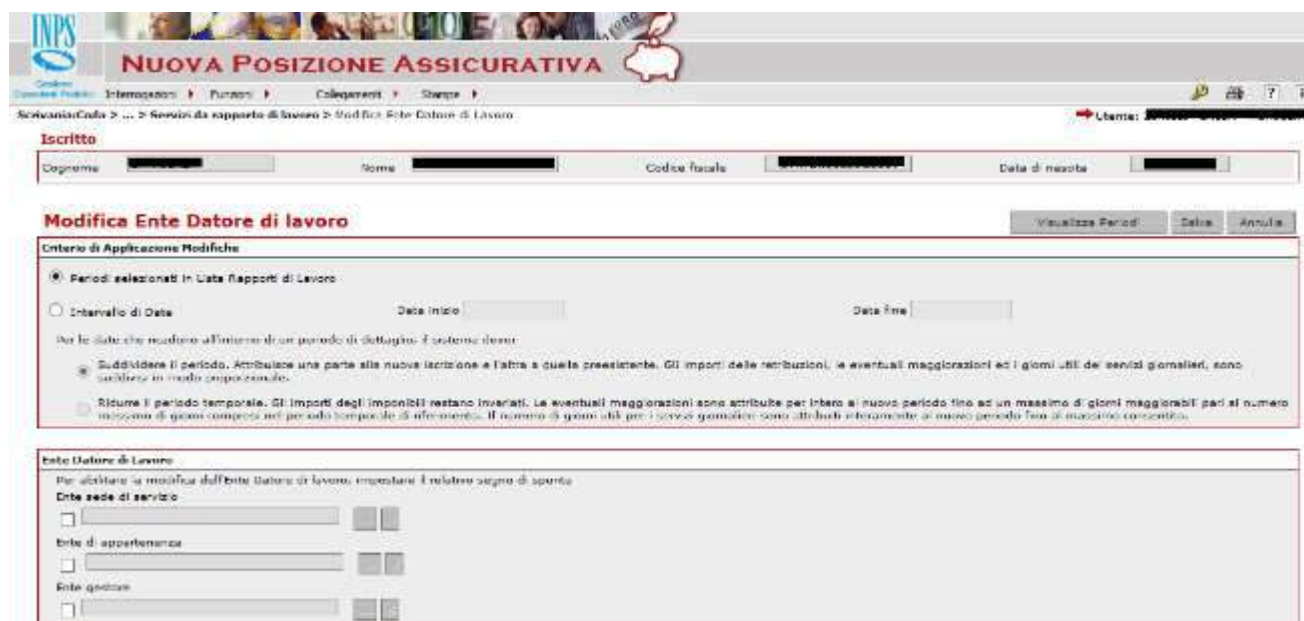 INPS
NUOVA POSIZIONE ASSICURATIVA
Gestione
Interrogazioni Funzioni Collegamenti Stampe ?
Scrivania: Coda > ... > Servizi da rapporto di lavoro > Modifica Ente Datore di Lavoro Utente:
Iscritto
Cognome Nome Codice fiscale Data di nascita
Modifica Ente Datore di lavoro Visualizza Periodi Salva Annulla
Criterio di Applicazione Modifiche
Periodi selezionati in Lista Rapporti di Lavoro
Intervallo di Date Data Inizio Data fine
Per le date che ricadono all'interno di un periodo di dettaglio, il sistema dovrà
Suddividere il periodo. Attribuisce una parte alla nuova iscrizione e l'altra a quella preesistente. Gli importi delle retribuzioni, le eventuali maggiorazioni ed i giorni utili dei servizi giornalieri, sono
suddivisi in modo proporzionale.
Ridurre il periodo temporale. Gli importi degli imponibili restano invariati. Le eventuali maggiorazioni sono attribuite per intero al nuovo periodo fino ad un massimo di giorni maggiorabili pari al numero
massimo di giorni compresi nel periodo temporale di riferimento. Il numero di giorni utili per i servizi giornalieri sono attribuiti interamente al nuovo periodo fino al massimo consentito.
Ente Datore di Lavoro
Per abilitare la modifica dell'Ente Datore di lavoro, impostare il relativo segno di spunta
Ente sede di servizio
Ente di appartenenza
Ente gestore